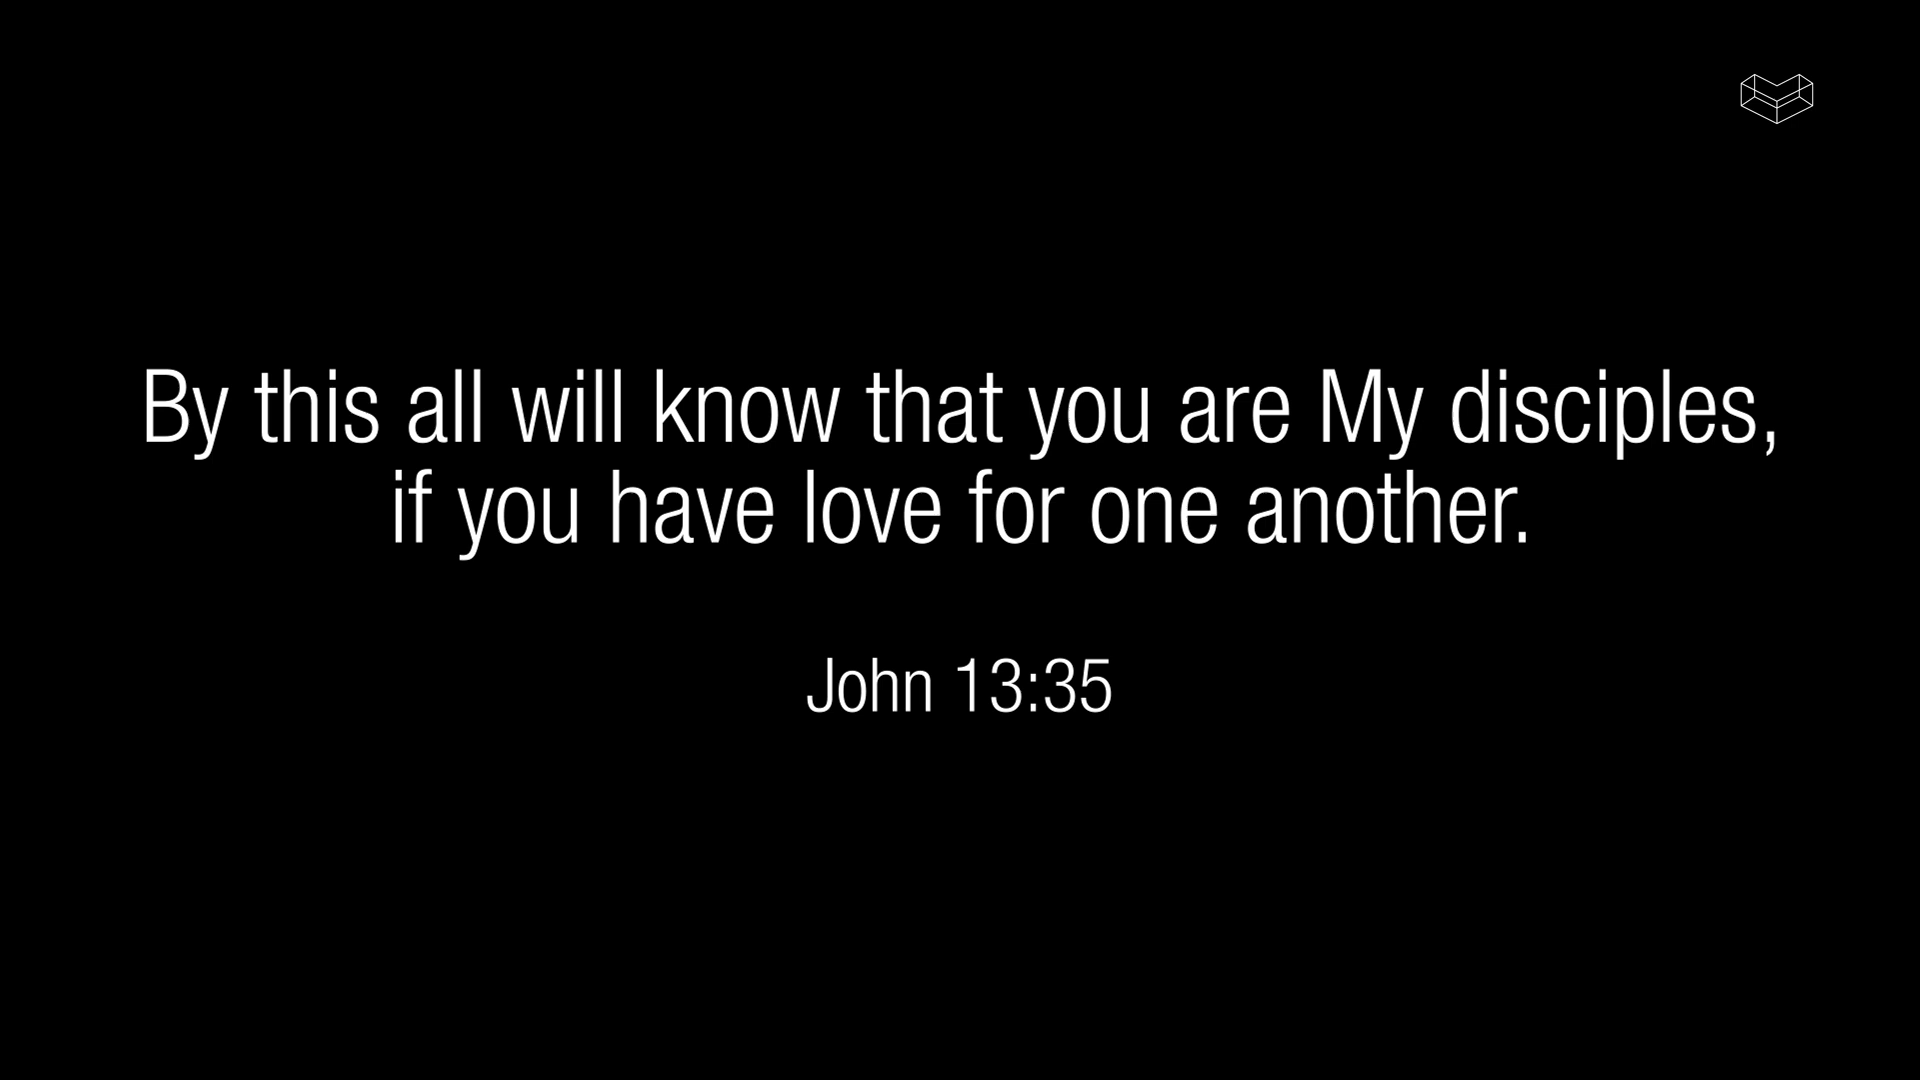 By this all will know that you are My disciples,
if you have love for one another.
John 13:35